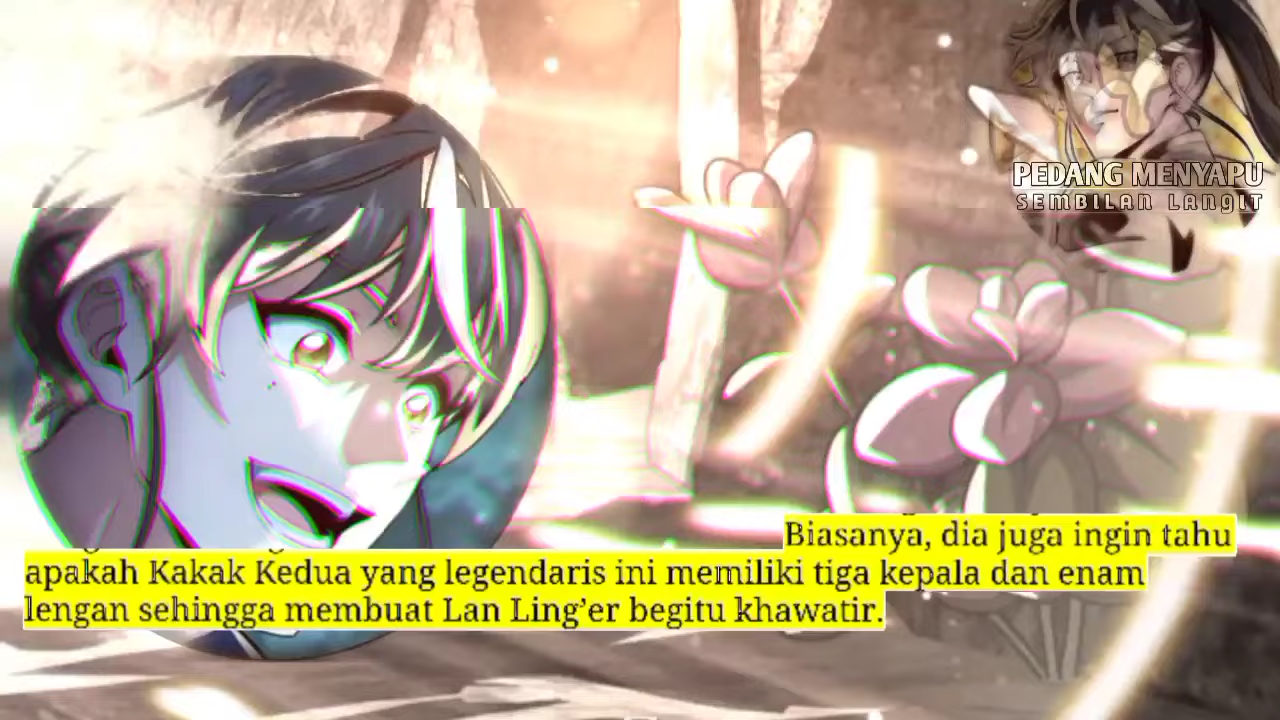 PEDANG MENYAPU
SEMBILAN LANGIT
Biasanya, dia juga ingin tahu
apakah Kakak Kedua yang legendaris ini memiliki tiga kepala dan enam
lengan sehingga membuat Lan Ling’er begitu khawatir.